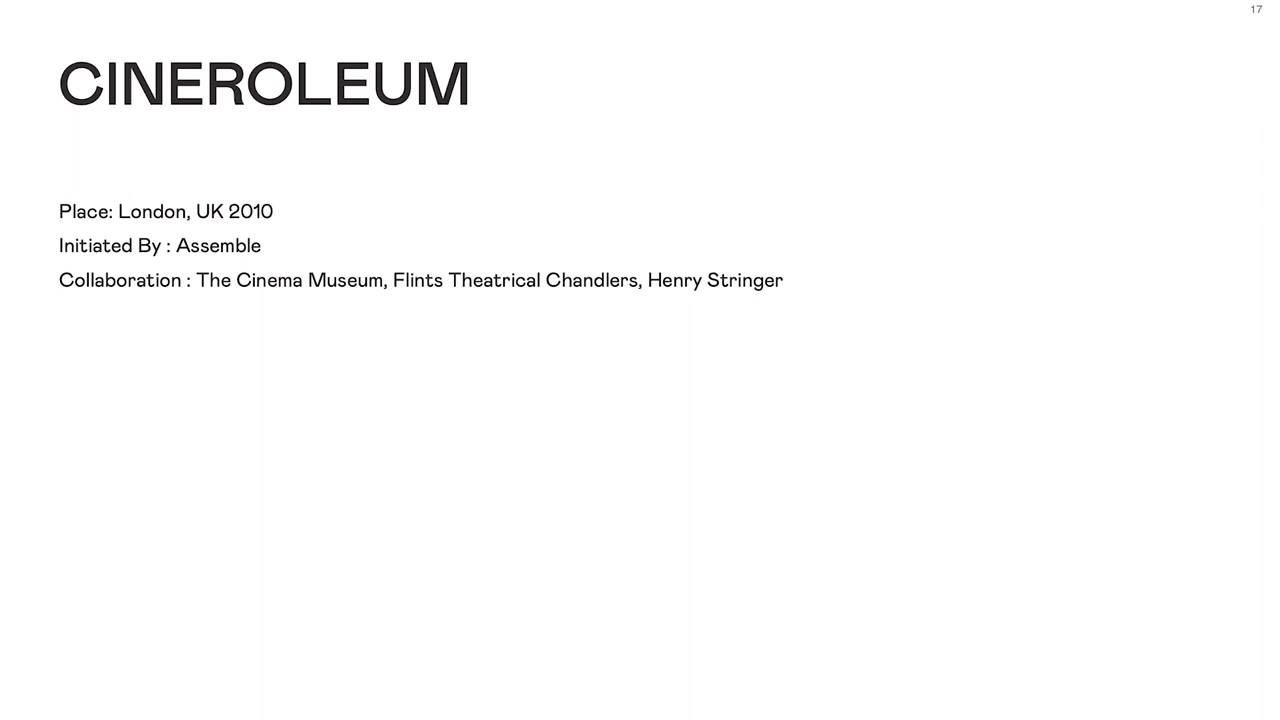 17
CINEROLEUM
Place: London, UK 2010
Initiated By : Assemble
Collaboration : The Cinema Museum, Flints Theatrical Chandlers, Henry Stringer